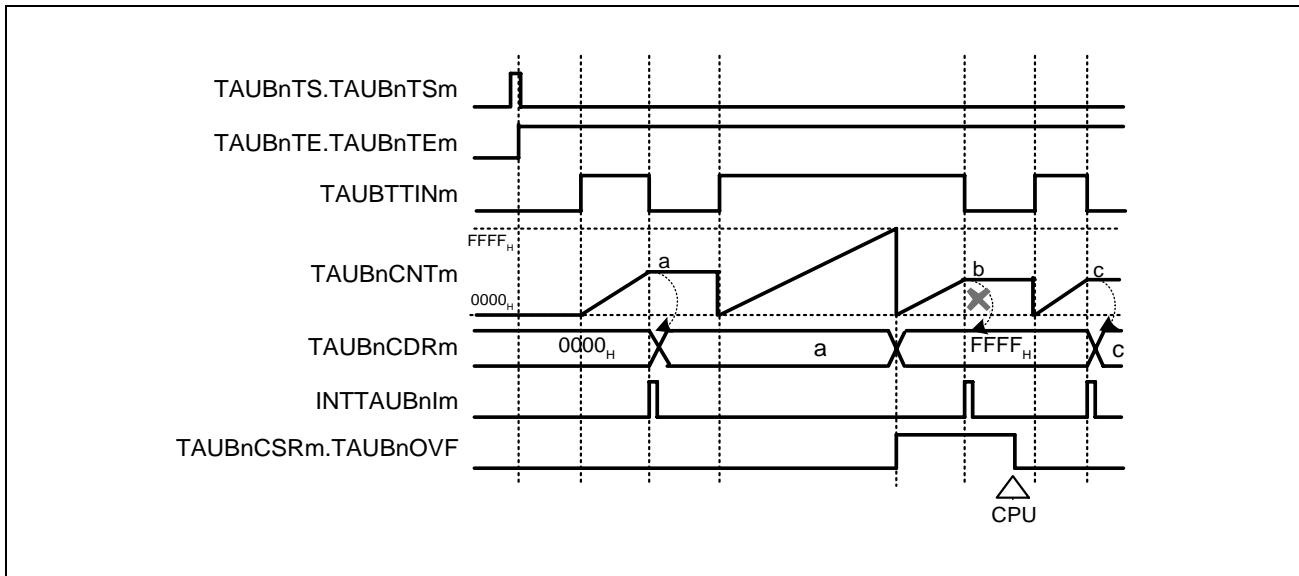 TAUBnTS.TAUBnTSm
TAUBnTE.TAUBnTEm
TAUBTTINm
FFFFH
a
b
c
TAUBnCNTm
0000H
TAUBnCDRm
0000H
a
FFFFH
c
INTTAUBnIm
TAUBnCSRm.TAUBnOVF
CPU